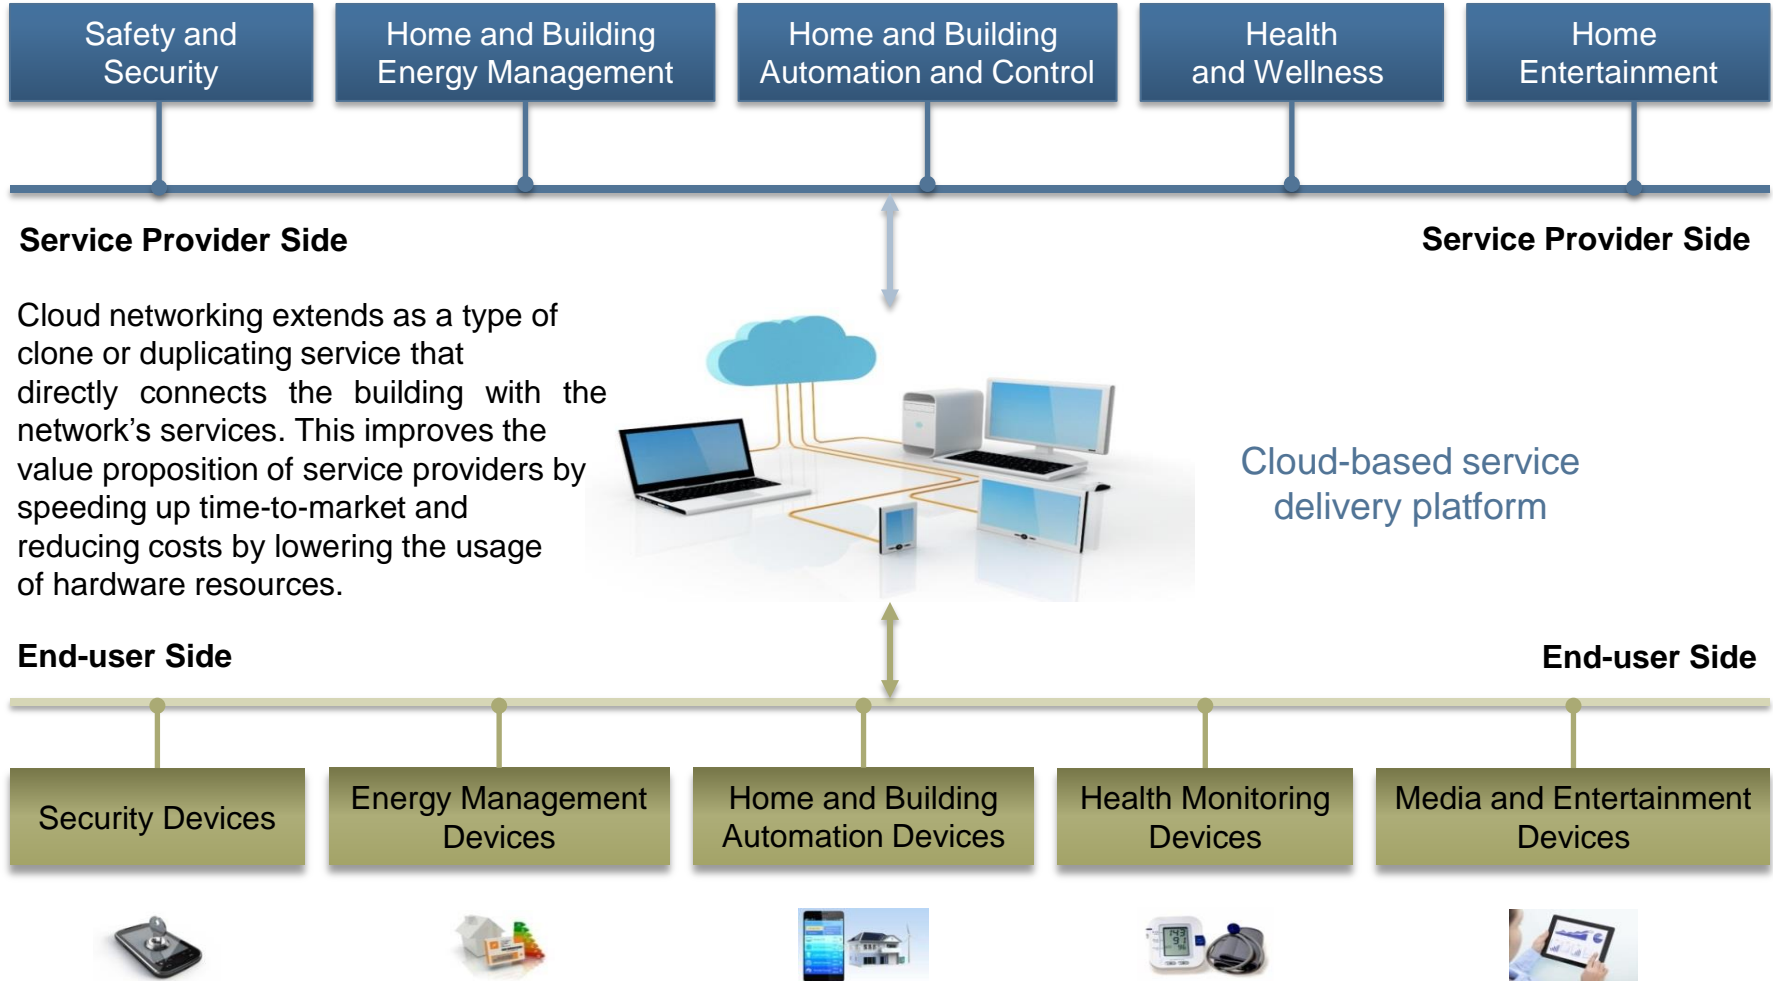 Safety and
Security
Home and Building
Energy Management
Home and Building
Automation and Control
Health
and Wellness
Home
Entertainment
Service Provider Side
Service Provider Side
Cloud networking extends as a type of
clone or duplicating service that
directly connects the building with the
network’s services. This improves the
value proposition of service providers by
speeding up time-to-market and
reducing costs by lowering the usage
of hardware resources.
Cloud-based service
delivery platform
End-user Side
End-user Side
Security Devices
Energy Management
Devices
Home and Building
Automation Devices
Health Monitoring
Devices
Media and Entertainment
Devices
143
91